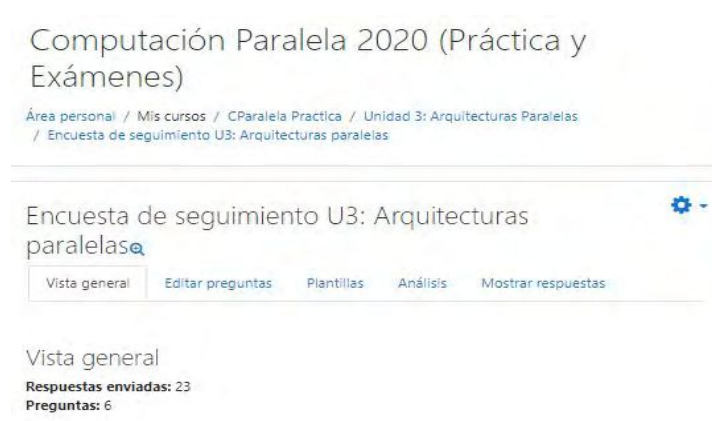 Computación Paralela 2020 (Práctica y
Exámenes)
Área personal / Mis cursos / CParalela Practica / Unidad 3: Arquitecturas Paralelas
/ Encuesta de seguimiento U3: Arquitecturas paralelas
Encuesta de seguimiento U3: Arquitecturas
paralelas
Vista general Editar preguntas Plantillas Análisis Mostrar respuestas
Vista general
Respuestas enviadas: 23
Preguntas: 6